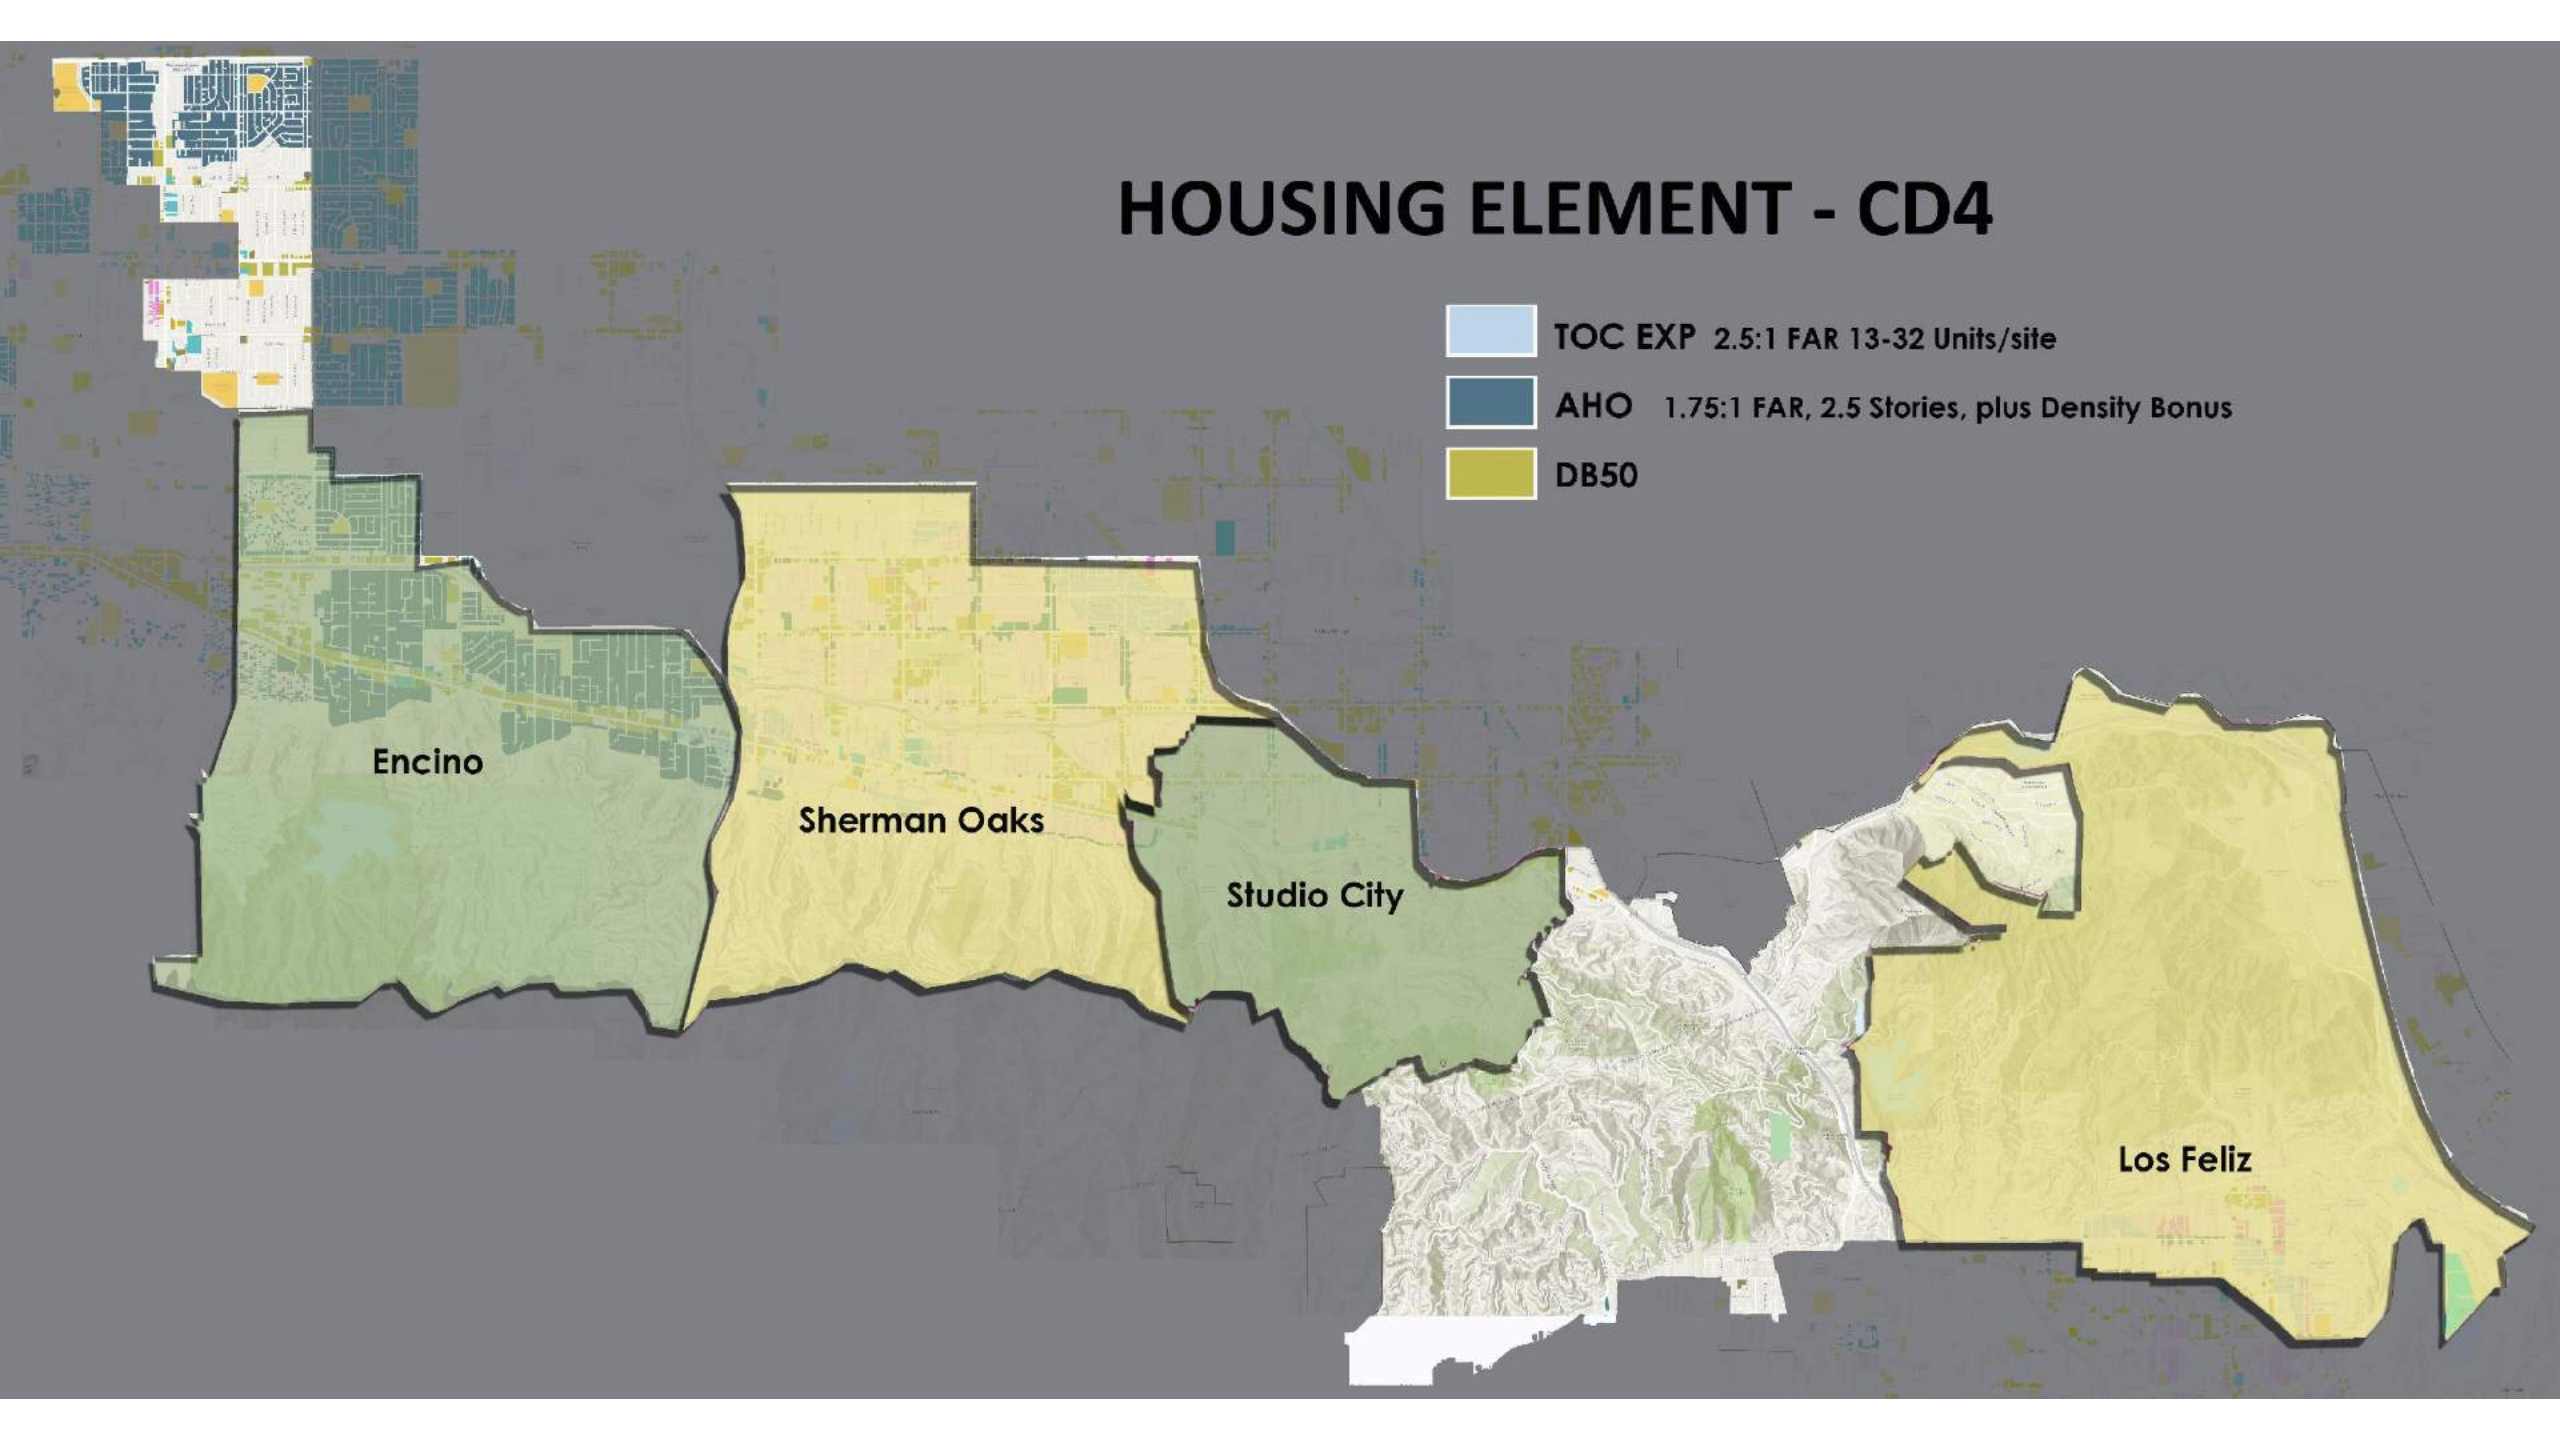 HOUSING ELEMENT - CD4
TOC EXP 2.5:1 FAR 13-32 Units/site
AHO 1.75:1 FAR, 2.5 Stories, plus Density Bonus
DB50
Encino
Sherman Oaks
Studio City
Los Feliz